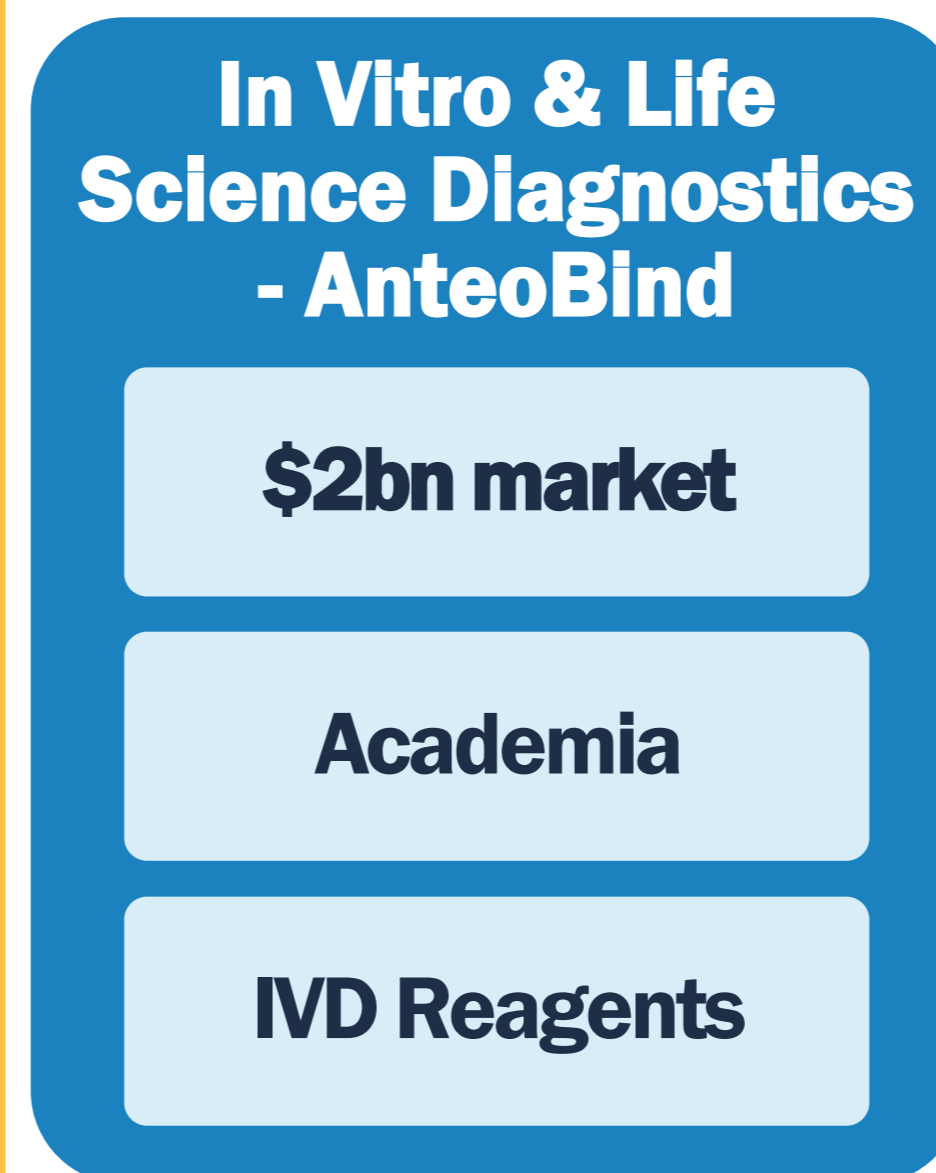 In Vitro & Life
Science Diagnostics
- AnteoBind
$2bn market
Academia
IVD Reagents